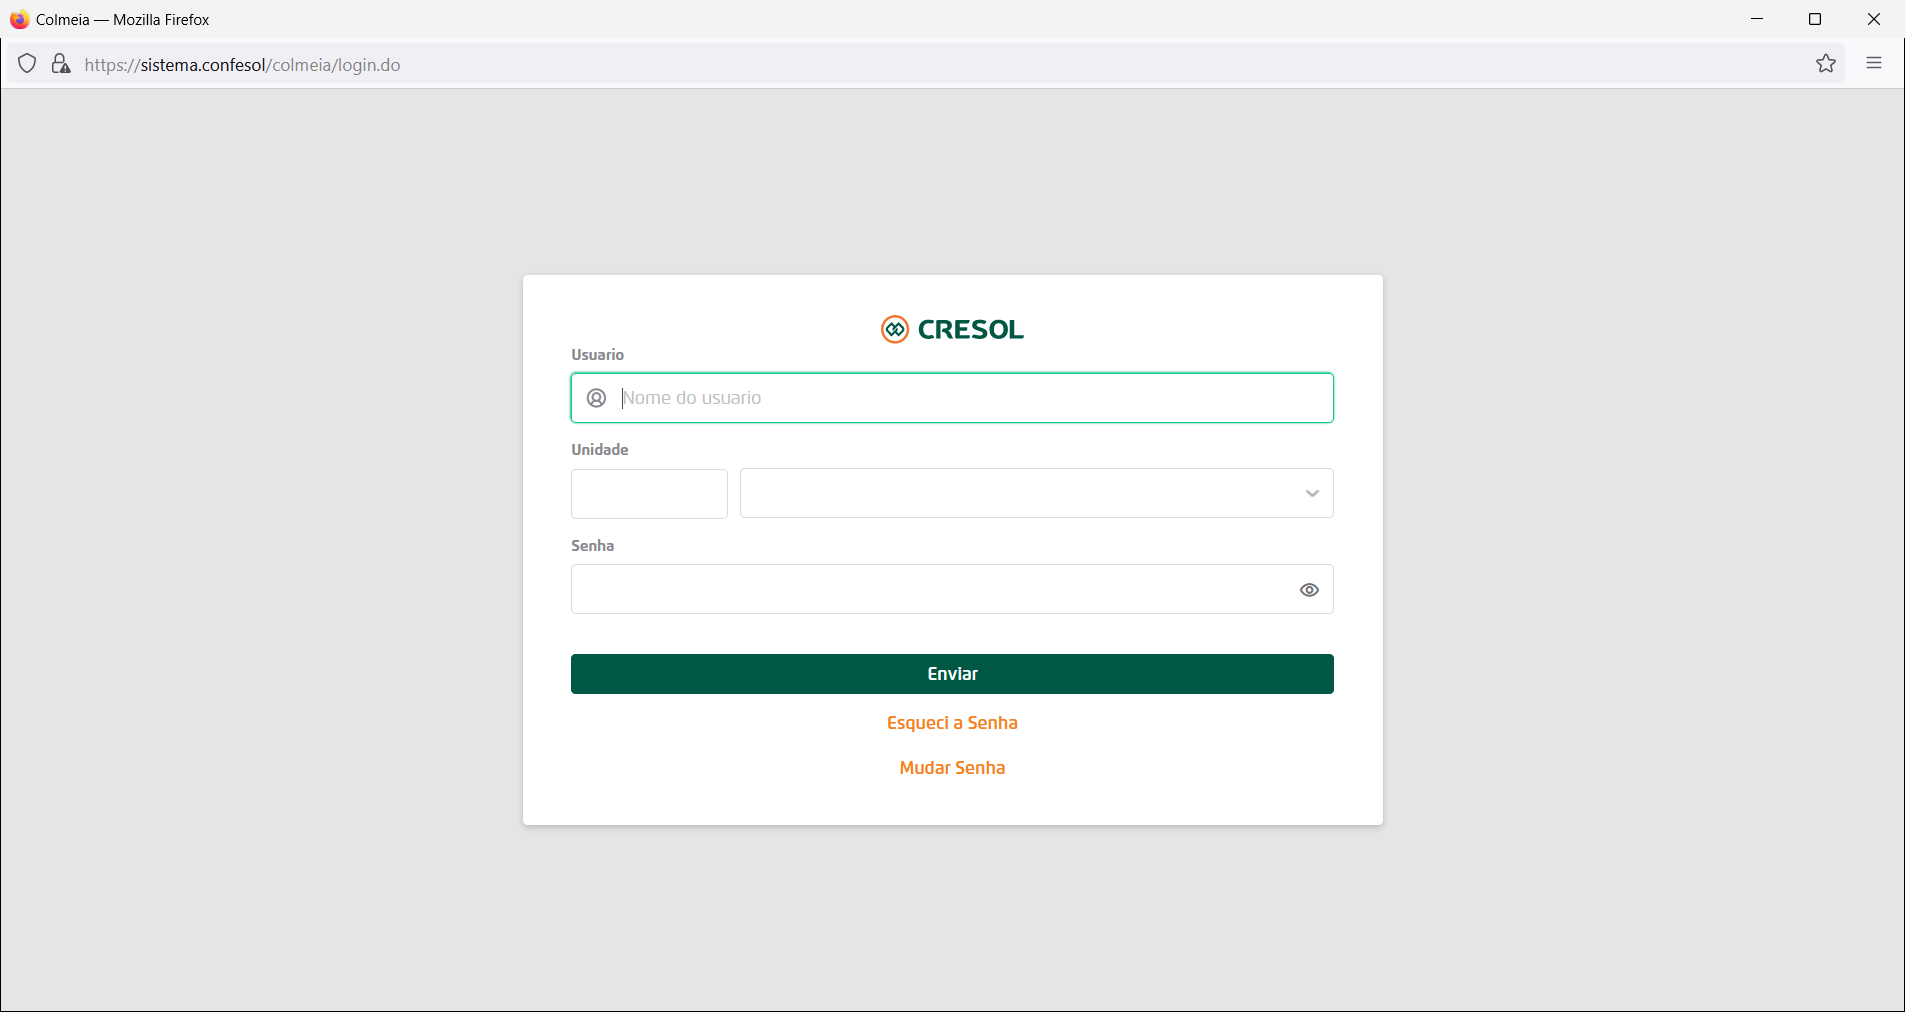 Colmeia — Mozilla Firefox
https://sistema.confesol/colmeia/login.do
CRESOL
Usuario
Nome do usuario
Unidade
Senha
Enviar
Esqueci a Senha
Mudar Senha